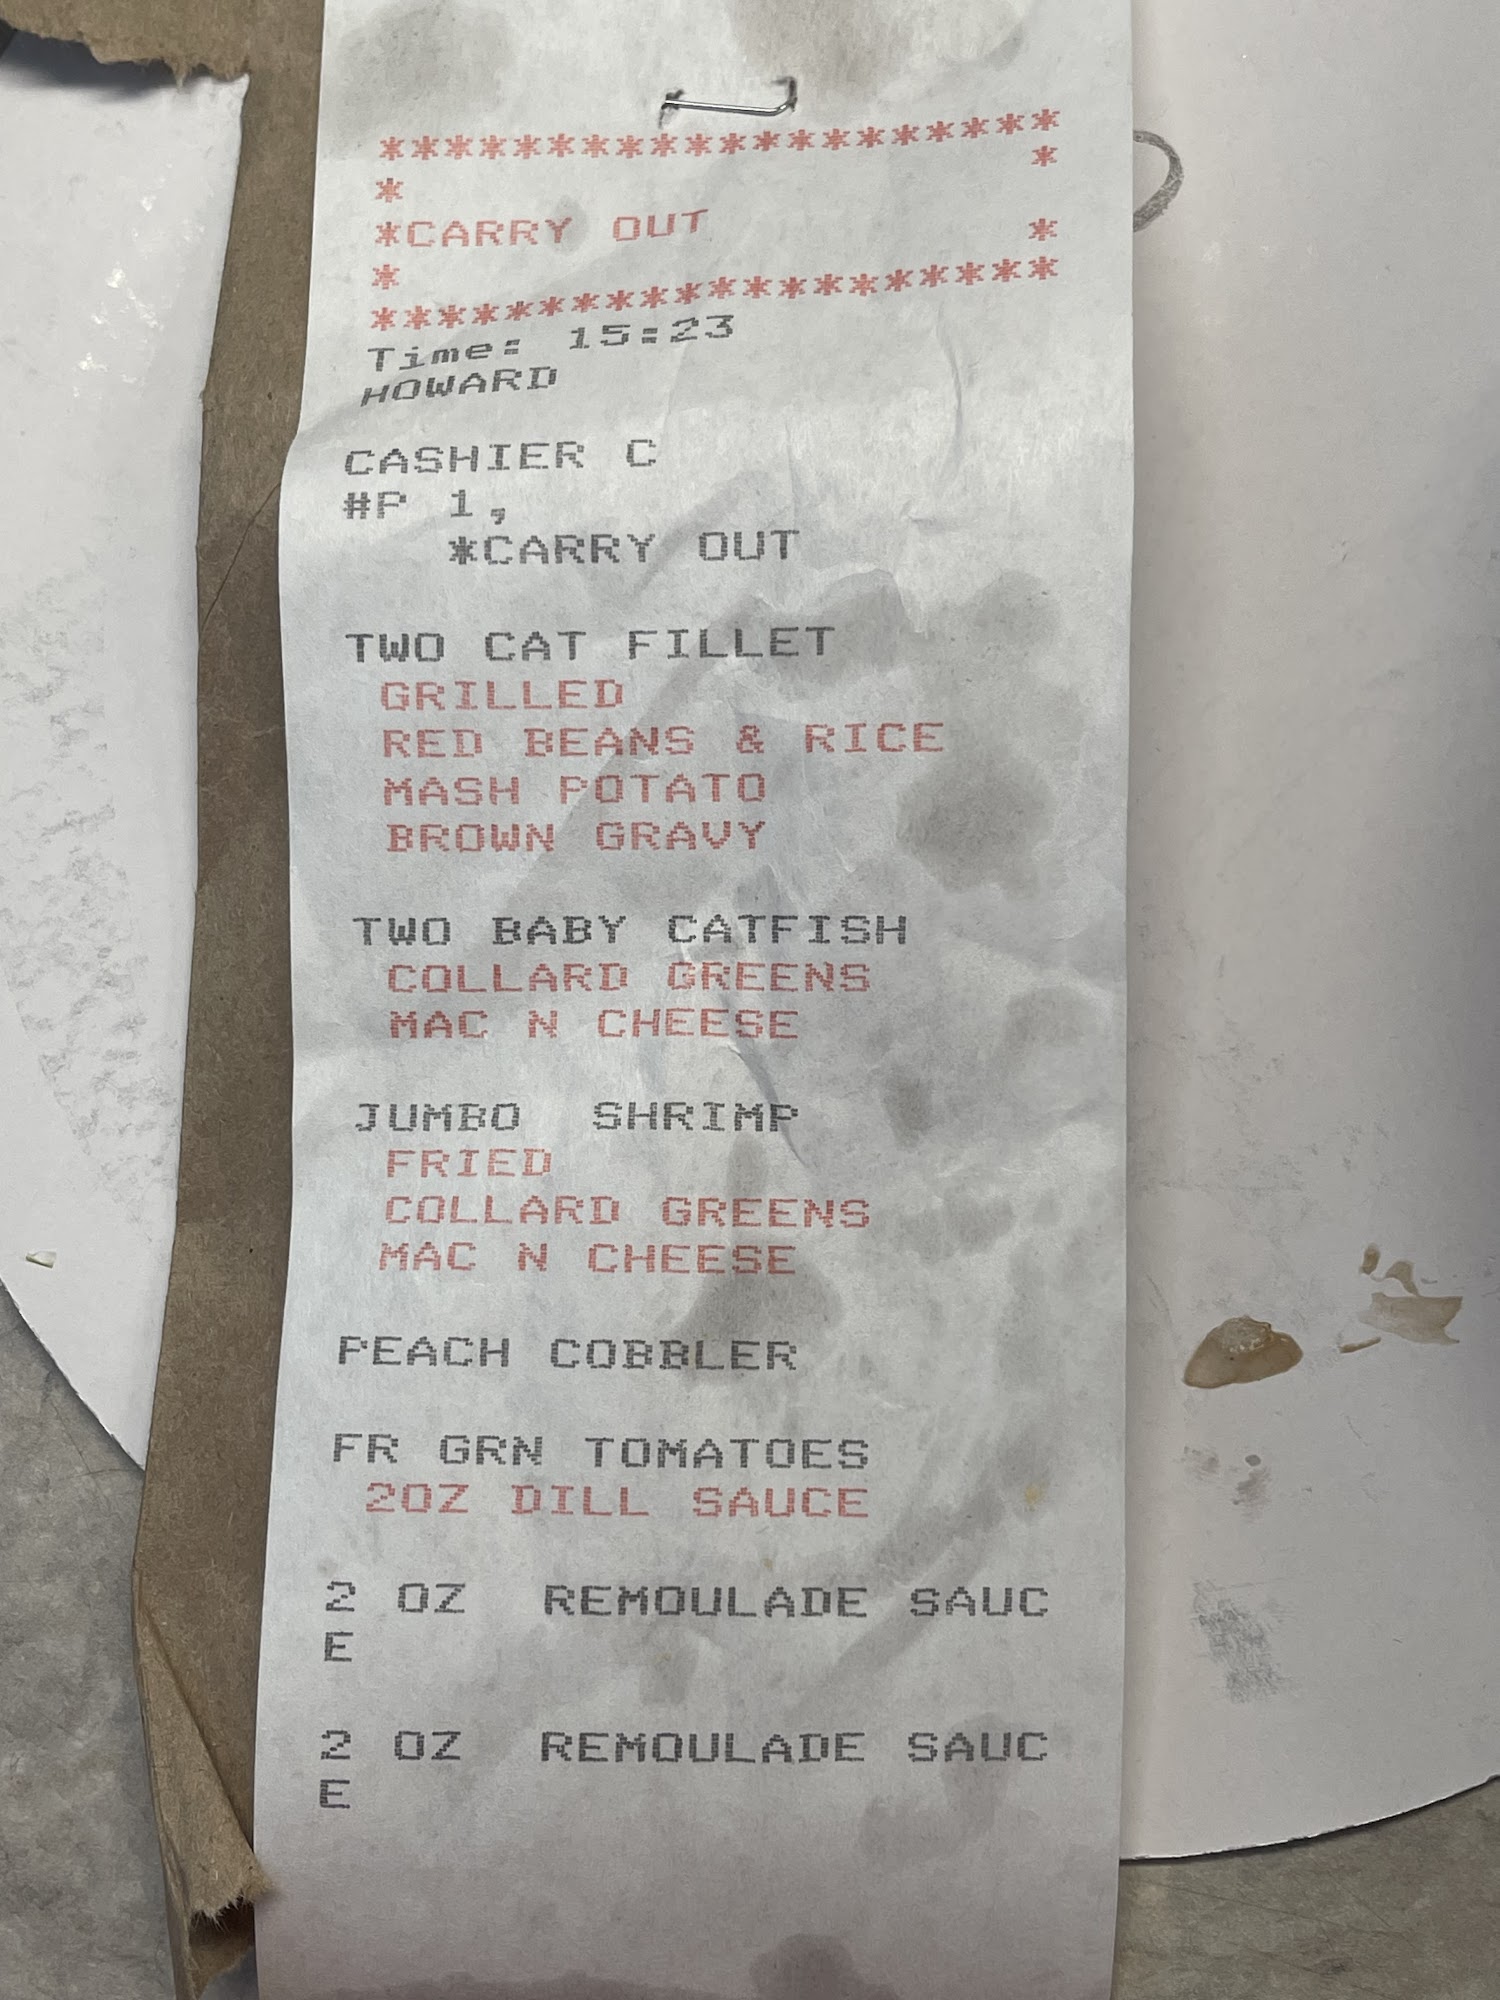 ********************
* *
*CARRY OUT *
*
********************
Time: 15:23
HOWARD
CASHIER C
#P 1,
*CARRY OUT
TWO CAT FILLET
GRILLED
RED BEANS & RICE
MASH POTATO
BROWN GRAVY
TWO BABY CATFISH
COLLARD GREENS
MAC N CHEESE
JUMBO SHRIMP
FRIED
COLLARD GREENS
MAC N CHEESE
PEACH COBBLER
FR GRN TOMATOES
2OZ DILL SAUCE
2 OZ REMOULADE SAUC
E
2 OZ REMOULADE SAUC
E